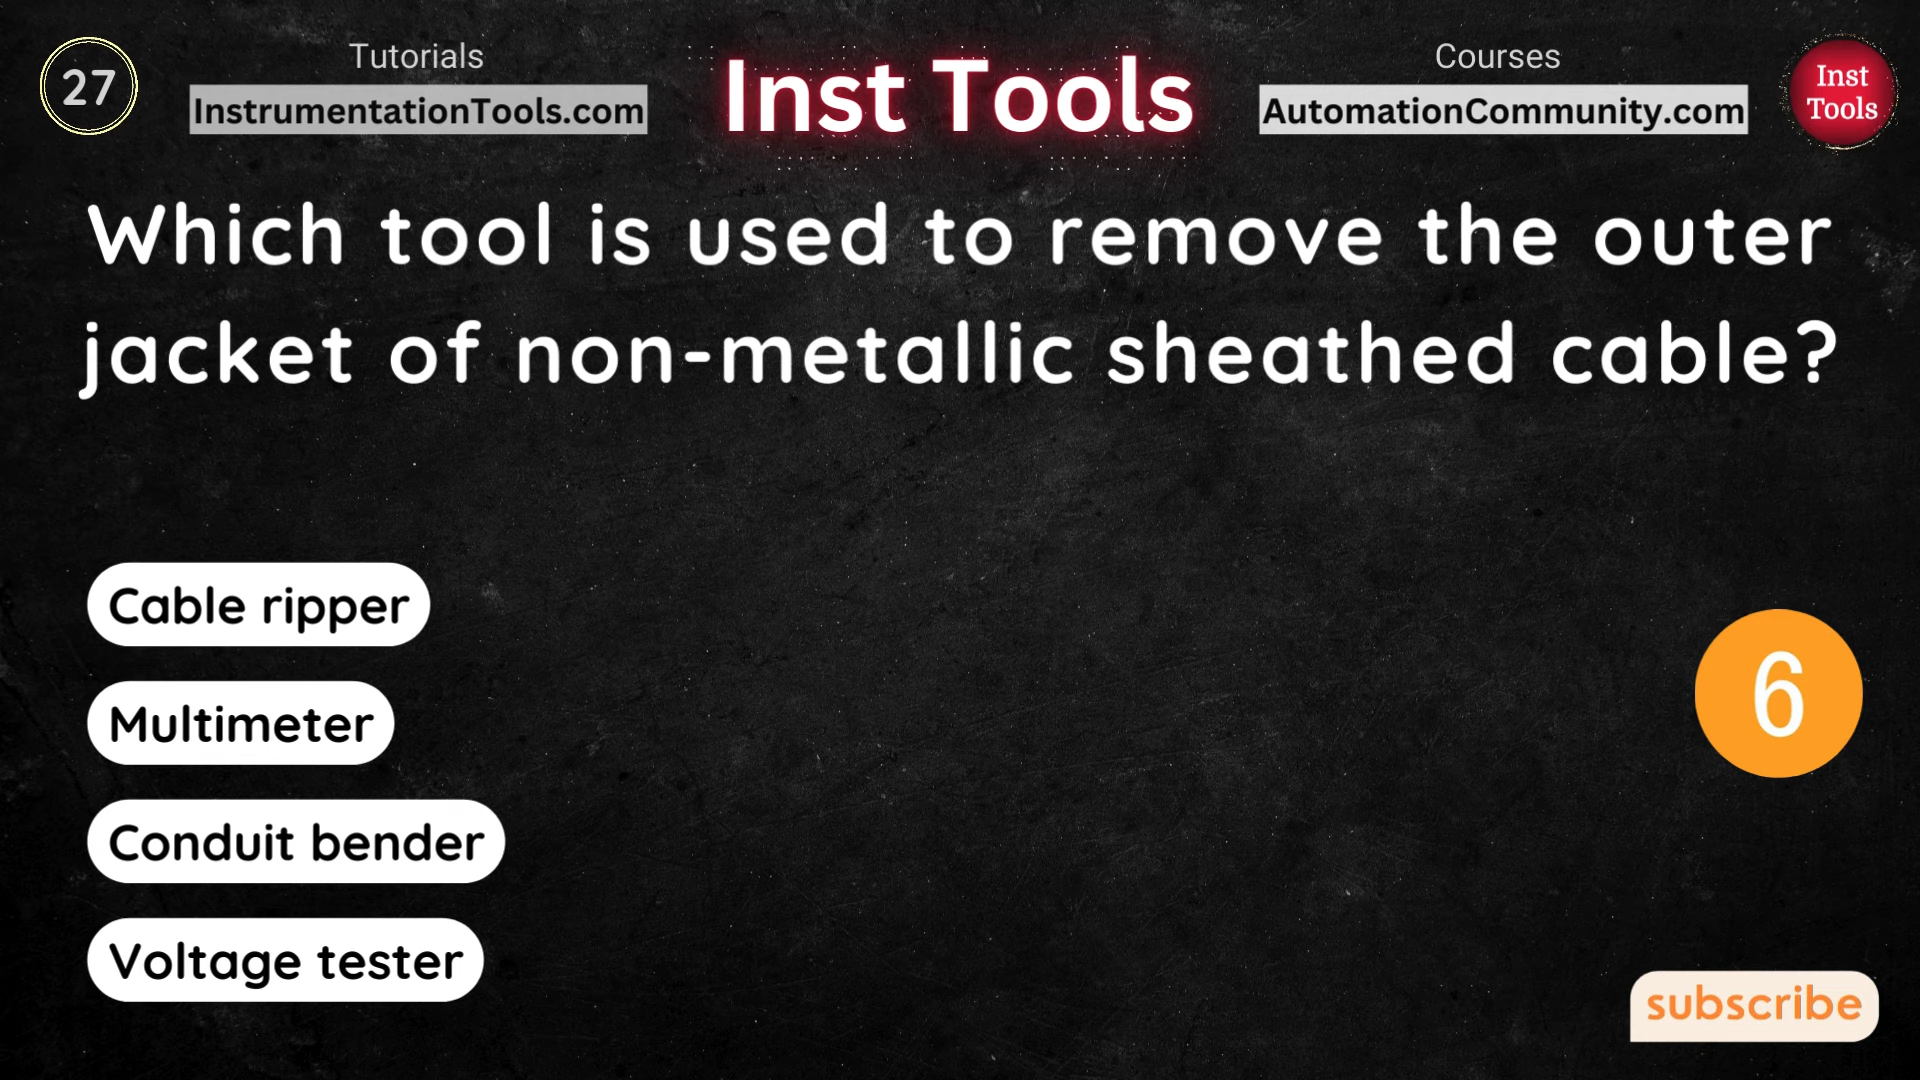 27
Tutorials
InstrumentationTools.com
Inst Tools
Courses
AutomationCommunity.com
Inst
Tools
Which tool is used to remove the outer
jacket of non-metallic sheathed cable?
Cable ripper
Multimeter
Conduit bender
Voltage tester
6
subscribe